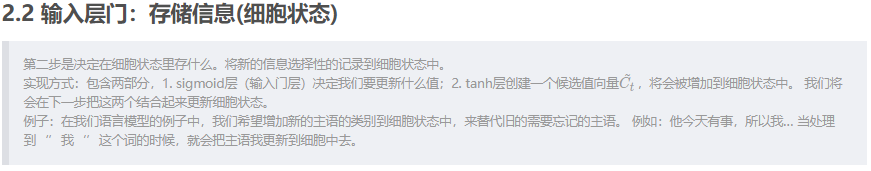 2.2 输入层门：存储信息(细胞状态)
第二步是决定在细胞状态里存什么。将新的信息选择性的记录到细胞状态中。
实现方式：包含两部分，1. sigmoid层（输入门层）决定我们要更新什么值；2. tanh层创建一个候选值向量C̃t，将会被增加到细胞状态中。 我们将
会在下一步把这两个结合起来更新细胞状态。
例子：在我们语言模型的例子中，我们希望增加新的主语的类别到细胞状态中，来替代旧的需要忘记的主语。 例如：他今天有事，所以我... 当处理
到 “ 我 ” 这个词的时候，就会把主语我更新到细胞中去。